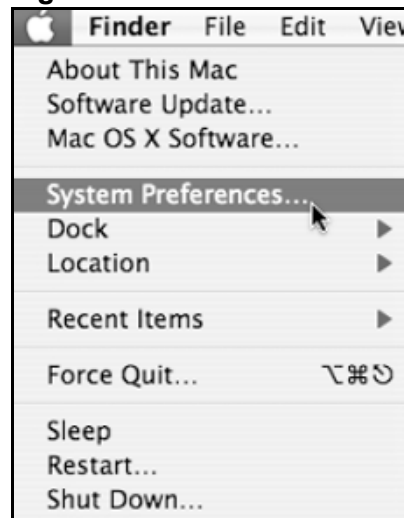 Finder File Edit View
About This Mac
Software Update...
Mac OS X Software...
System Preferences...
Dock
Location
Recent Items
Force Quit... ⌥⌘⎋
Sleep
Restart...
Shut Down...